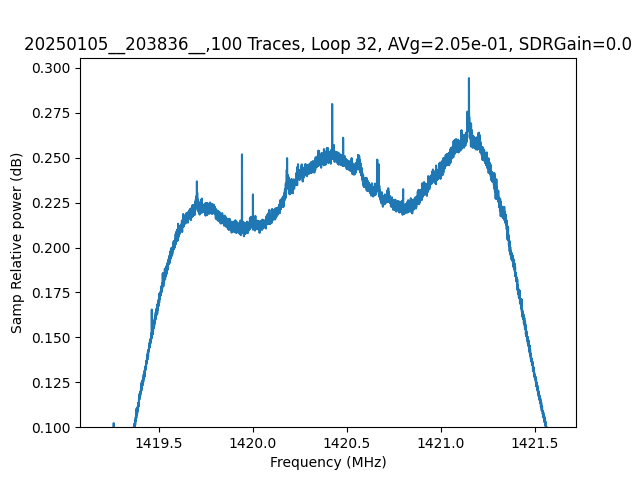 20250105__203836__,100 Traces, Loop 32, AVg=2.05e-01, SDRGain=0.0
0.300
0.275
0.250
0.225
0.200
0.175
0.150
0.125
0.100
Samp Relative power (dB)
1419.5 1420.0 1420.5 1421.0 1421.5
Frequency (MHz)